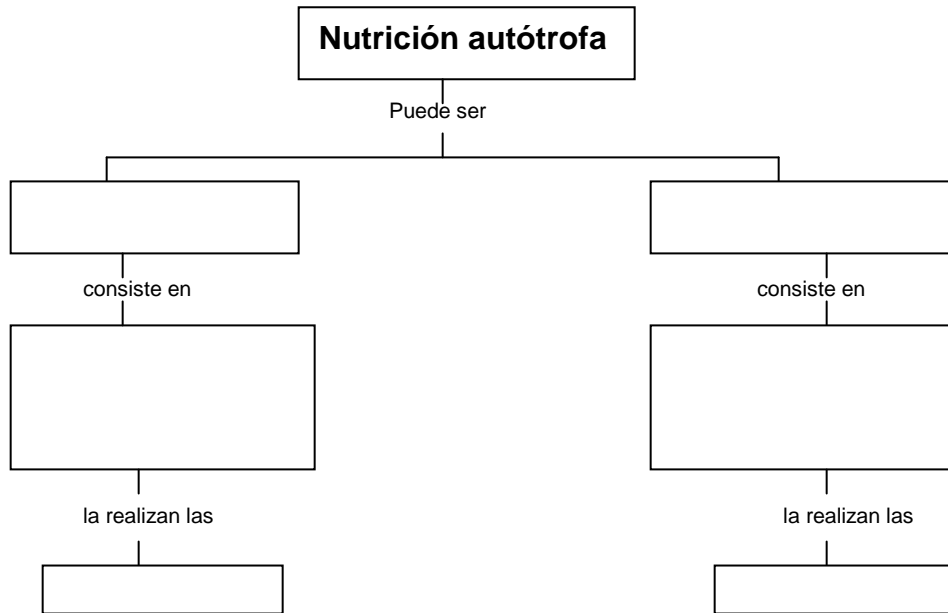 Nutrición autótrofa
Puede ser
consiste en
consiste en
la realizan las
la realizan las